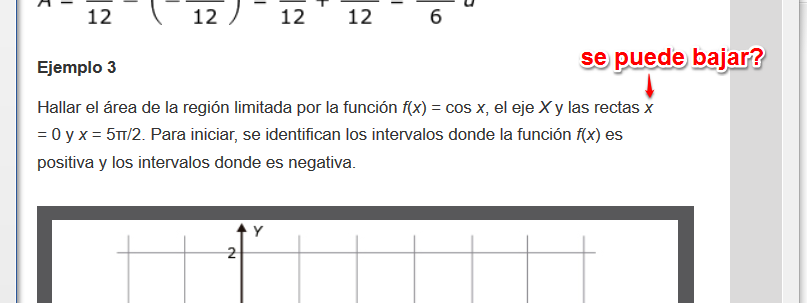 12 12 12 12 6
Ejemplo 3
se puede bajar?
Hallar el área de la región limitada por la función f(x) = cos x, el eje X y las rectas x
= 0 y x = 5π/2. Para iniciar, se identifican los intervalos donde la función f(x) es
positiva y los intervalos donde es negativa.
Y
2